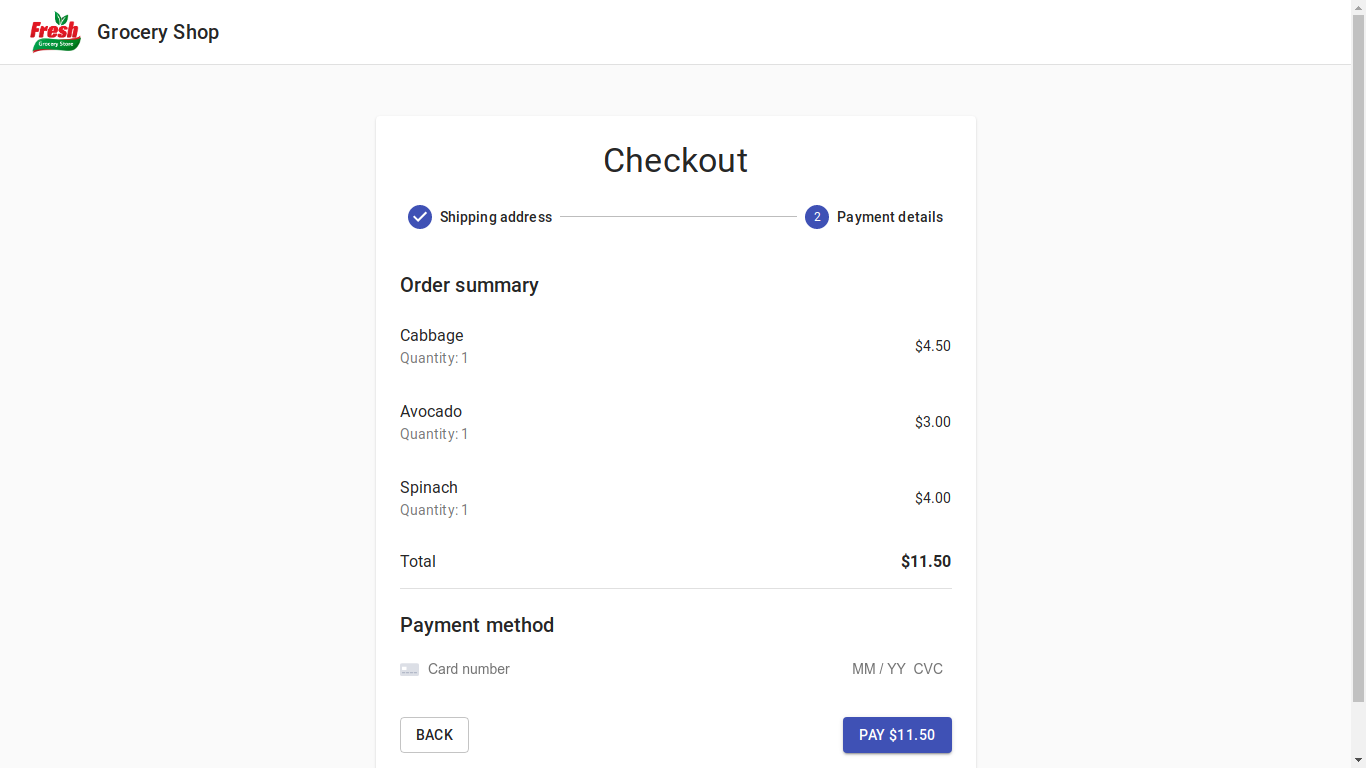 Fresh
Grocery Store
Grocery Shop
Checkout
Shipping address
2
Payment details
Order summary
Cabbage
Quantity: 1
$4.50
Avocado
Quantity: 1
$3.00
Spinach
Quantity: 1
$4.00
Total
$11.50
Payment method
Card number
MM / YY CVC
BACK
PAY $11.50